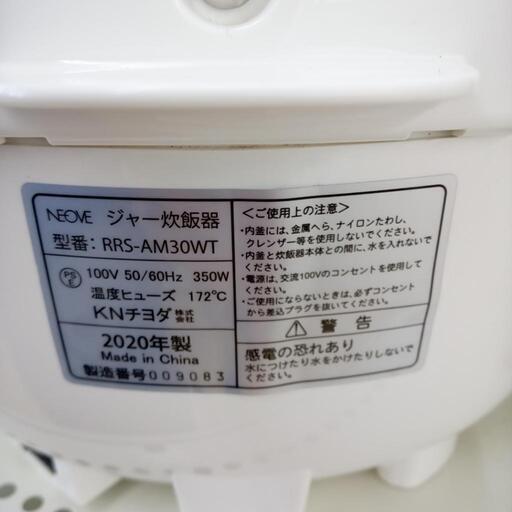 NEOVE ジャー炊飯器
型番: RRS-AM30WT
PS E 100V 50/60Hz 350W
温度ヒューズ 172℃
KNチヨダ株式会社
2020年製
Made in China
製造番号 009083
<ご使用上の注意>
・内釜には、金属へら、ナイロンたわし、
クレンザー等を使用しないでください。
・内釜と炊飯器本体との間に、水を入れないで
ください。
・電源は、交流100Vのコンセントを使用して
ください。
・ご使用にならないときは、必ずコンセント
から差込プラグを抜いてください。
⚠ 警告
感電の恐れあり
水につけたり水をかけたりしないで
ください。